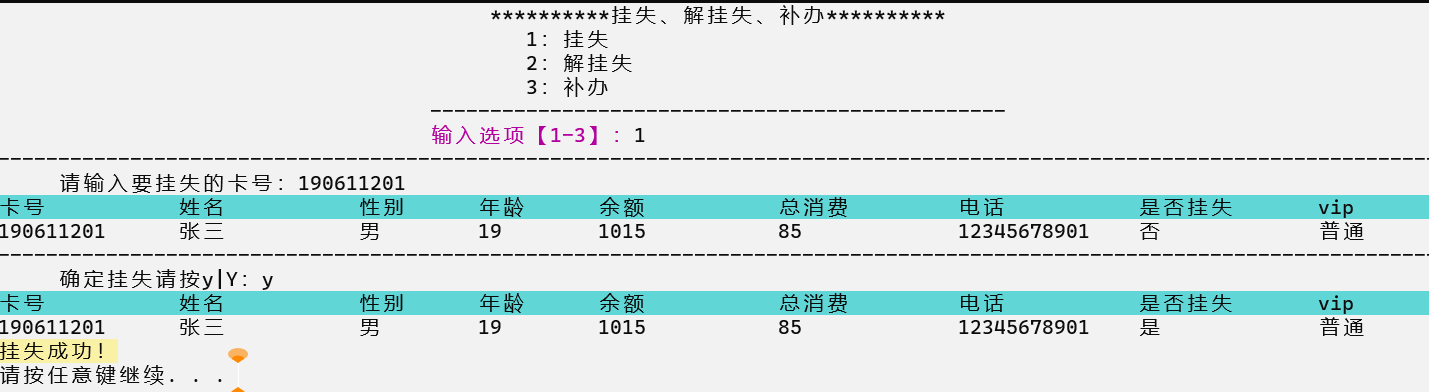 **********挂失、解挂失、补办**********
1: 挂失
2: 解挂失
3: 补办
------------------------------------------------
输入选项【1-3】: 1
------------------------------------------------------------------------------------------------------------------------
请输入要挂失的卡号: 190611201
卡号 姓名 性别 年龄 余额 总消费 电话 是否挂失 vip
190611201 张三 男 19 1015 85 12345678901 否 普通
------------------------------------------------------------------------------------------------------------------------
确定挂失请按y|Y: y
卡号 姓名 性别 年龄 余额 总消费 电话 是否挂失 vip
190611201 张三 男 19 1015 85 12345678901 是 普通
挂失成功!
请按任意键继续. . .